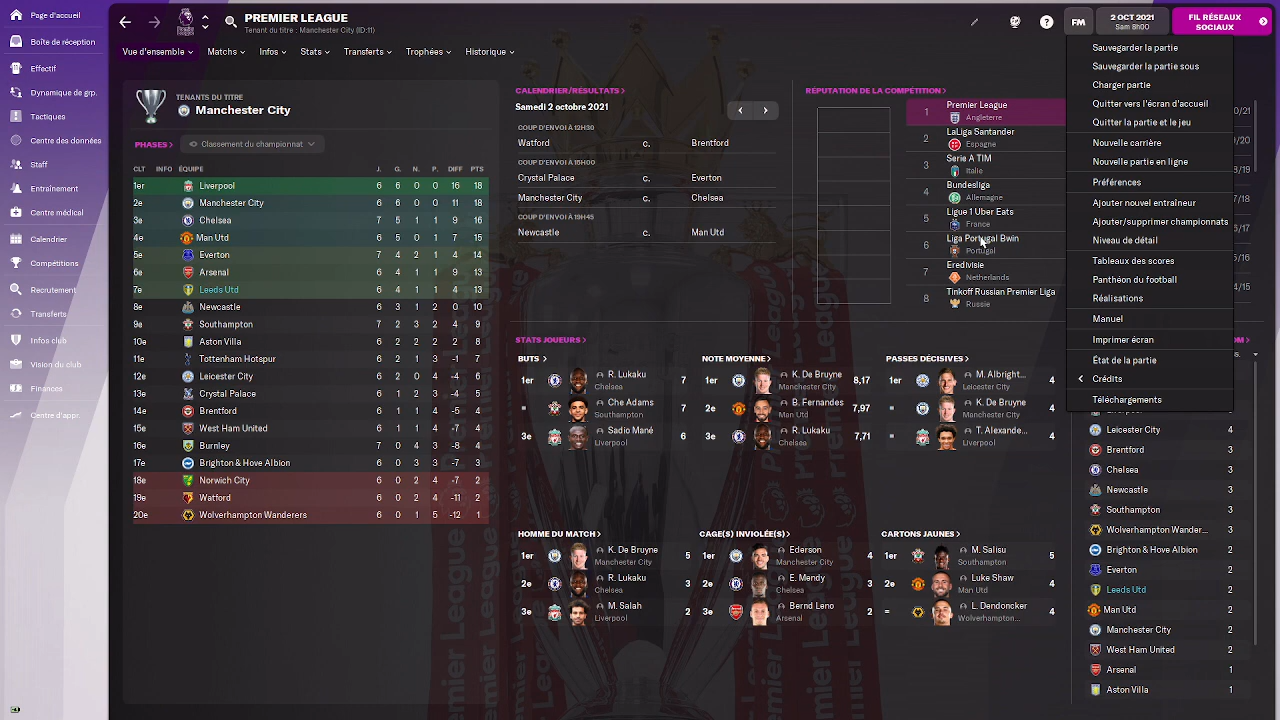 PREMIER LEAGUE
Tenant du titre : Manchester City (ID:11)
FM
2 OCT 2021
Sam 8h00
FIL RÉSEAUX
SOCIAUX
Accueil
Boîte de réception
Effectif
Dynamique de grp.
Tactiques
Joueurs
Staff
Entraînement
Centre médical
Calendrier
Compétitions
Recrutement
Transferts
Infos club
Vision du club
Finances
Centre d'appr.
Vue d'ensemble
Matchs
Infos
Stats
Transferts
Trophées
Historique
TENANTS DU TITRE
Manchester City
PHASES
Classement du championnat
CLT INFO ÉQUIPE J. G. N. P. DIFF PTS
1er Liverpool 6 6 0 0 16 18
2e Manchester City 6 6 0 0 11 18
3e Chelsea 7 5 1 1 9 16
4e Man Utd 6 5 0 1 7 15
5e Everton 7 4 2 1 4 14
6e Arsenal 6 4 1 1 9 13
7e Leeds Utd 6 4 1 1 4 13
8e Newcastle 6 3 1 2 0 10
9e Southampton 7 2 3 2 4 9
10e Aston Villa 6 2 2 2 1 8
11e Tottenham Hotspur 6 2 1 3 -1 7
12e Leicester City 6 2 0 4 -4 6
13e Crystal Palace 6 1 2 3 -4 5
14e Brentford 6 1 1 4 -5 4
15e West Ham United 6 1 1 4 -7 4
16e Burnley 7 0 4 3 -8 4
17e Brighton & Hove Albion 6 0 3 3 -7 3
18e Norwich City 6 0 2 4 -7 2
19e Watford 6 0 2 4 -11 2
20e Wolverhampton Wanderers 6 0 1 5 -12 1
CALENDRIER/RÉSULTATS
Samedi 2 octobre 2021
COUP D'ENVOI À 12H30
Watford c. Brentford
COUP D'ENVOI À 15H00
Crystal Palace c. Everton
Manchester City c. Chelsea
COUP D'ENVOI À 19H45
Newcastle c. Man Utd
RÉPUTATION DE LA COMPÉTITION
1 Premier League
Angleterre
2 LaLiga Santander
Espagne
3 Serie A TIM
Italie
4 Bundesliga
Allemagne
5 Ligue 1 Uber Eats
France
6 Liga Portugal Bwin
Portugal
7 Eredivisie
Netherlands
8 Tinkoff Russian Premier Liga
Russie
STATS JOUEURS
BUTS
1er R. Lukaku 7
Chelsea
= Che Adams 7
Southampton
3e Sadio Mané 6
Liverpool
NOTE MOYENNE
1er K. De Bruyne 8,17
Manchester City
2e B. Fernandes 7,97
Man Utd
3e R. Lukaku 7,71
Chelsea
PASSES DÉCISIVES
1er M. Albright... 4
Leicester City
= K. De Bruyne 4
Manchester City
= T. Alexande... 4
Liverpool
HOMME DU MATCH
1er K. De Bruyne 5
Manchester City
2e R. Lukaku 3
Chelsea
3e M. Salah 2
Liverpool
CAGE(S) INVIOLÉE(S)
1er Ederson 4
Manchester City
2e E. Mendy 3
Chelsea
3e Bernd Leno 2
Arsenal
CARTONS JAUNES
1er M. Salisu 5
Southampton
2e Luke Shaw 4
Man Utd
= L. Dendoncker 4
Wolverhampton...
Sauvegarder la partie
Sauvegarder la partie sous
Charger partie
Quitter vers l'écran d'accueil
Quitter la partie et le jeu
Nouvelle carrière
Nouvelle partie en ligne
Préférences
Ajouter nouvel entraîneur
Ajouter/supprimer championnats
Niveau de détail
Tableaux des scores
Panthéon du football
Réalisations
Manuel
Imprimer écran
État de la partie
Crédits
Téléchargements
Leicester City 4
Brentford 3
Chelsea 3
Newcastle 3
Southampton 3
Wolverhampton Wander... 3
Brighton & Hove Albion 2
Everton 2
Leeds Utd 2
Man Utd 2
Manchester City 2
West Ham United 2
Arsenal 1
Aston Villa 1